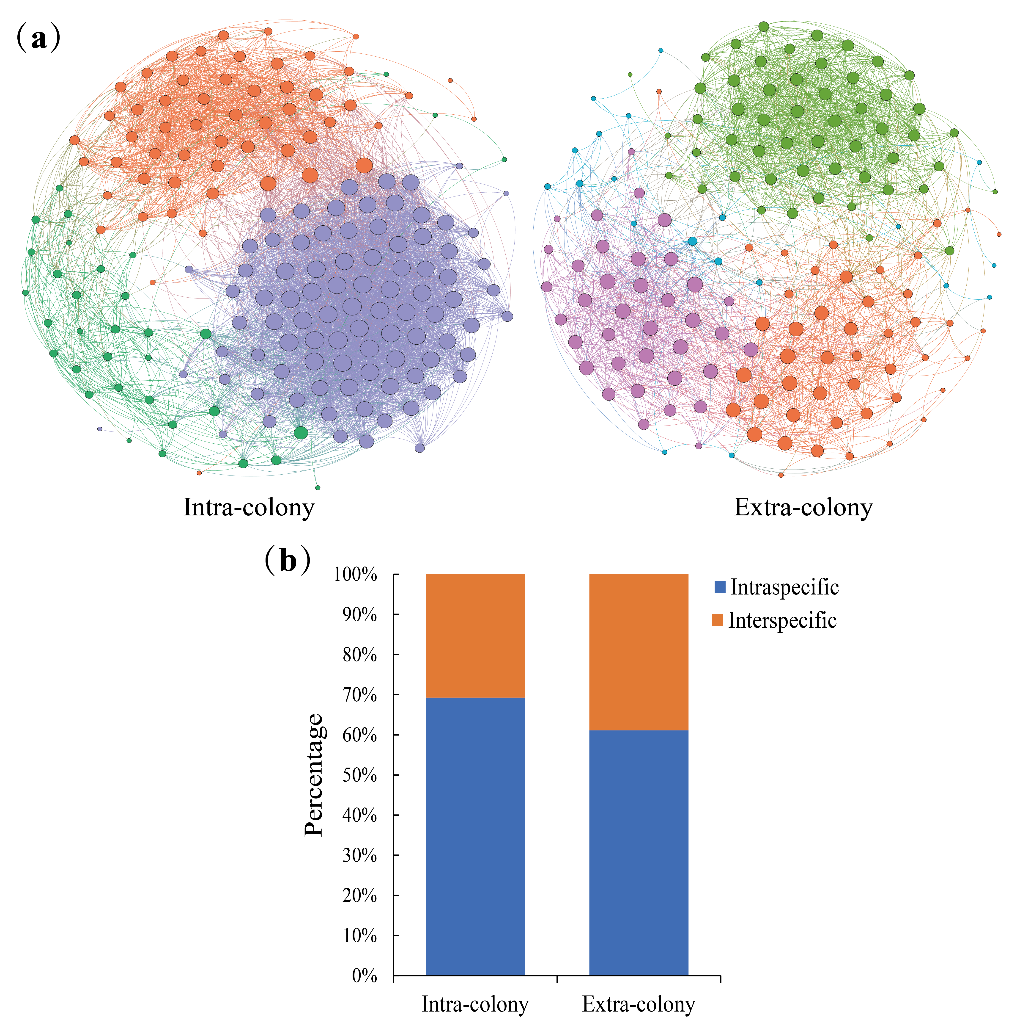 (a)
Intra-colony
Extra-colony
(b)
100%
90%
80%
70%
60%
50%
40%
30%
20%
10%
0%
Percentage
Intraspecific
Interspecific
Intra-colony
Extra-colony